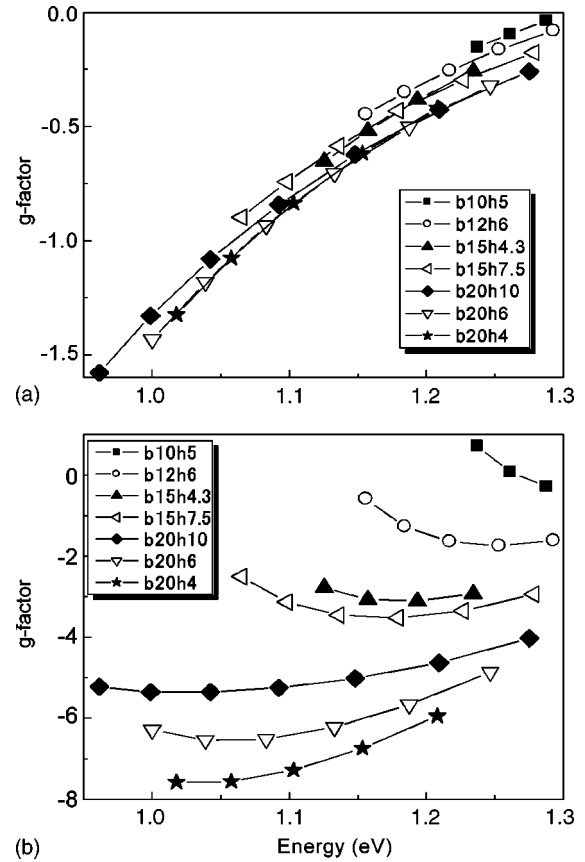 0.0
-0.5
-1.0
-1.5
g-factor
(a)
1.0
1.1
1.2
1.3
b10h5
b12h6
b15h4.3
b15h7.5
b20h10
b20h6
b20h4
b10h5
b12h6
b15h4.3
b15h7.5
b20h10
b20h6
b20h4
0
-2
-4
-6
-8
g-factor
(b)
1.0
1.1
1.2
1.3
Energy (eV)